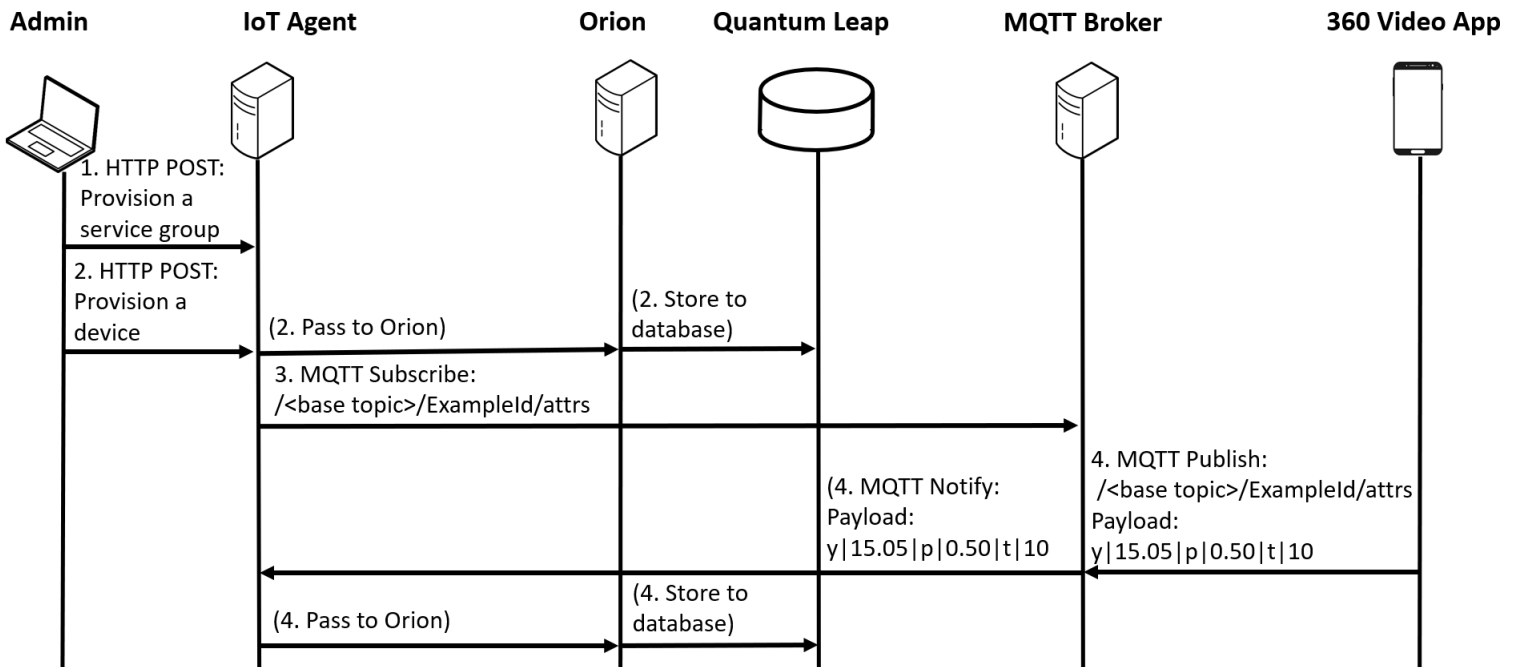 Admin
IoT Agent
Orion
Quantum Leap
MQTT Broker
360 Video App
1. HTTP POST:
Provision a
service group
2. HTTP POST:
Provision a
device
(2. Pass to Orion)
(2. Store to
database)
3. MQTT Subscribe:
/<base topic>/ExampleId/attrs
4. MQTT Publish:
/<base topic>/ExampleId/attrs
Payload:
y|15.05|p|0.50|t|10
(4. MQTT Notify:
Payload:
y|15.05|p|0.50|t|10
(4. Pass to Orion)
(4. Store to
database)